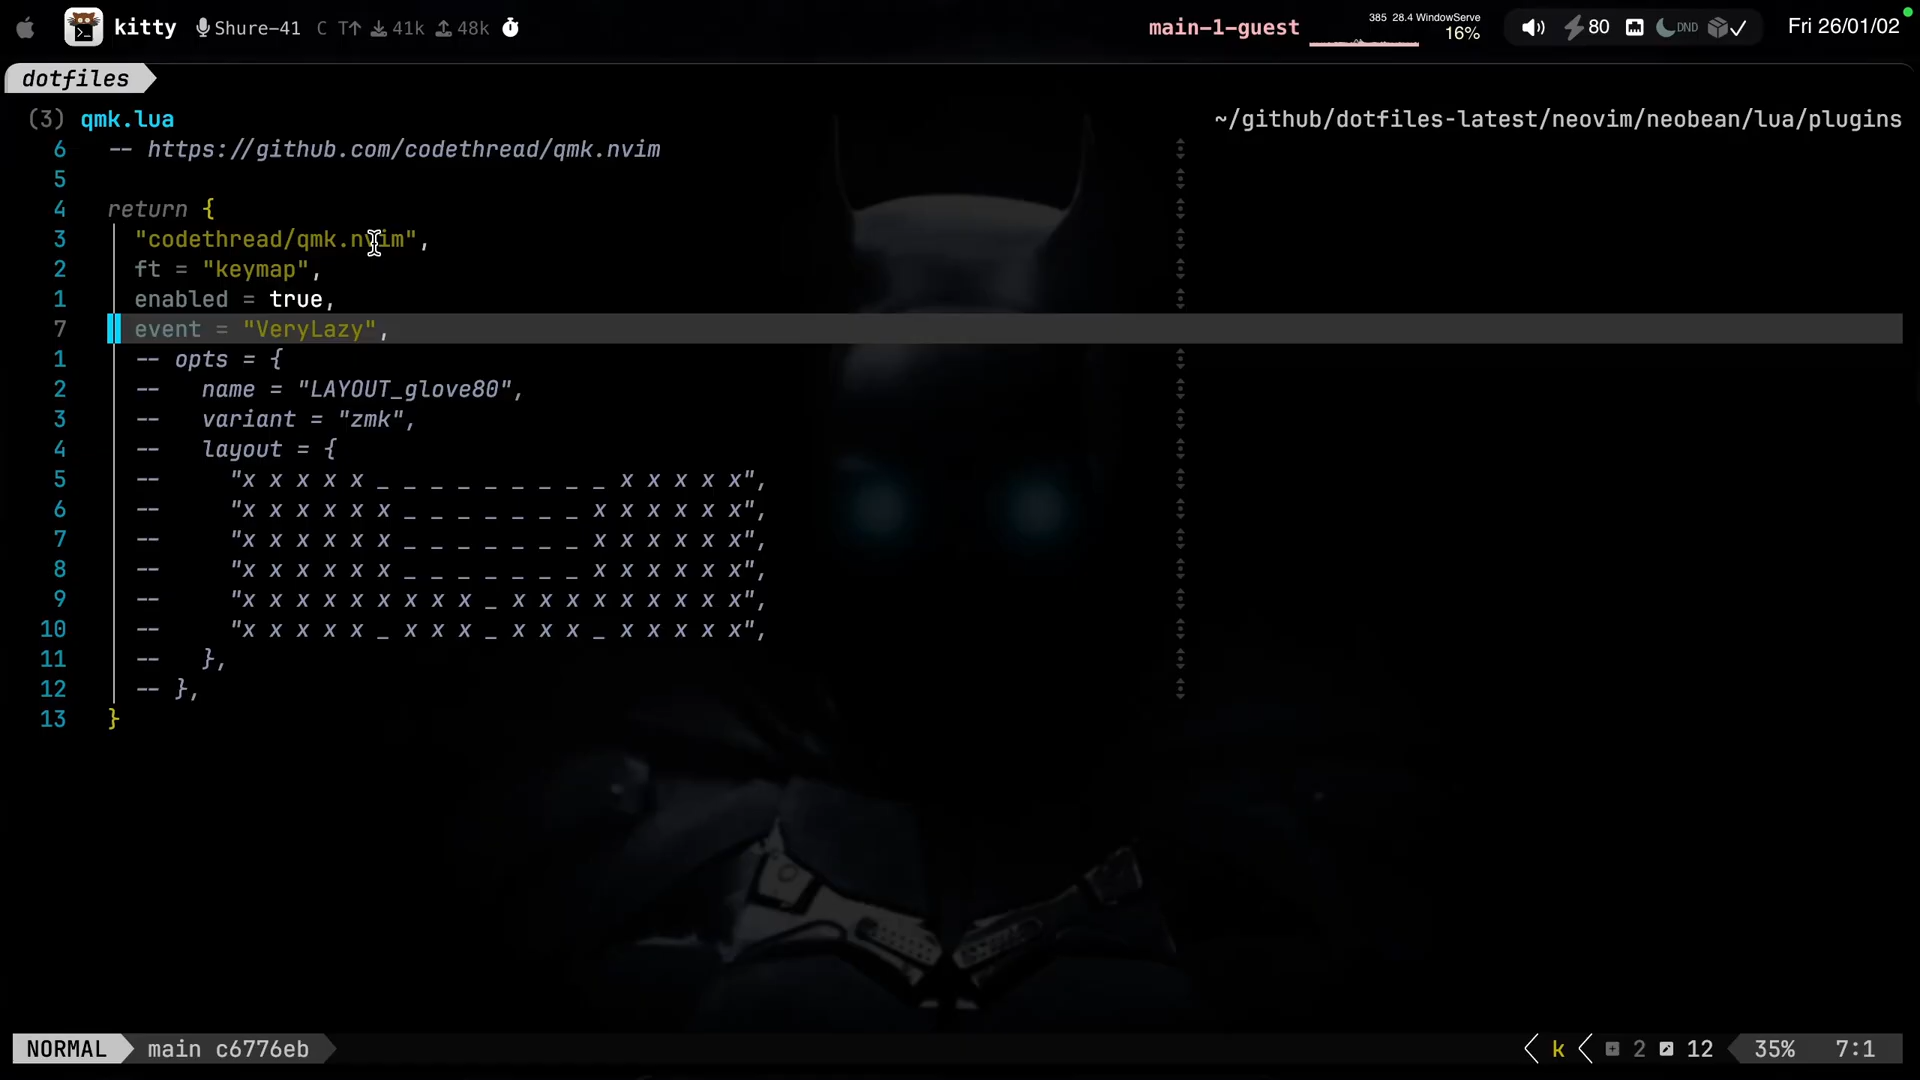 kitty Shure-41 C T↑ 41k 48k main-1-guest 385 28.4 WindowServe 16% 80 DND Fri 26/01/02
dotfiles
(3) qmk.lua ~/github/dotfiles-latest/neovim/neobean/lua/plugins
6 -- https://github.com/codethread/qmk.nvim
5
4 return {
3 "codethread/qmk.nvim",
2 ft = "keymap",
1 enabled = true,
7 event = "VeryLazy",
1 -- opts = {
2 -- name = "LAYOUT_glove80",
3 -- variant = "zmk",
4 -- layout = {
5 -- "x x x x x _ _ _ _ _ _ _ _ _ x x x x x",
6 -- "x x x x x x _ _ _ _ _ _ _ x x x x x x",
7 -- "x x x x x x _ _ _ _ _ _ _ x x x x x x",
8 -- "x x x x x x _ _ _ _ _ _ _ x x x x x x",
9 -- "x x x x x x x x x _ x x x x x x x x x",
10 -- "x x x x x _ x x x _ x x x _ x x x x x",
11 -- },
12 -- },
13 }
NORMAL main c6776eb k 2 12 35% 7:1